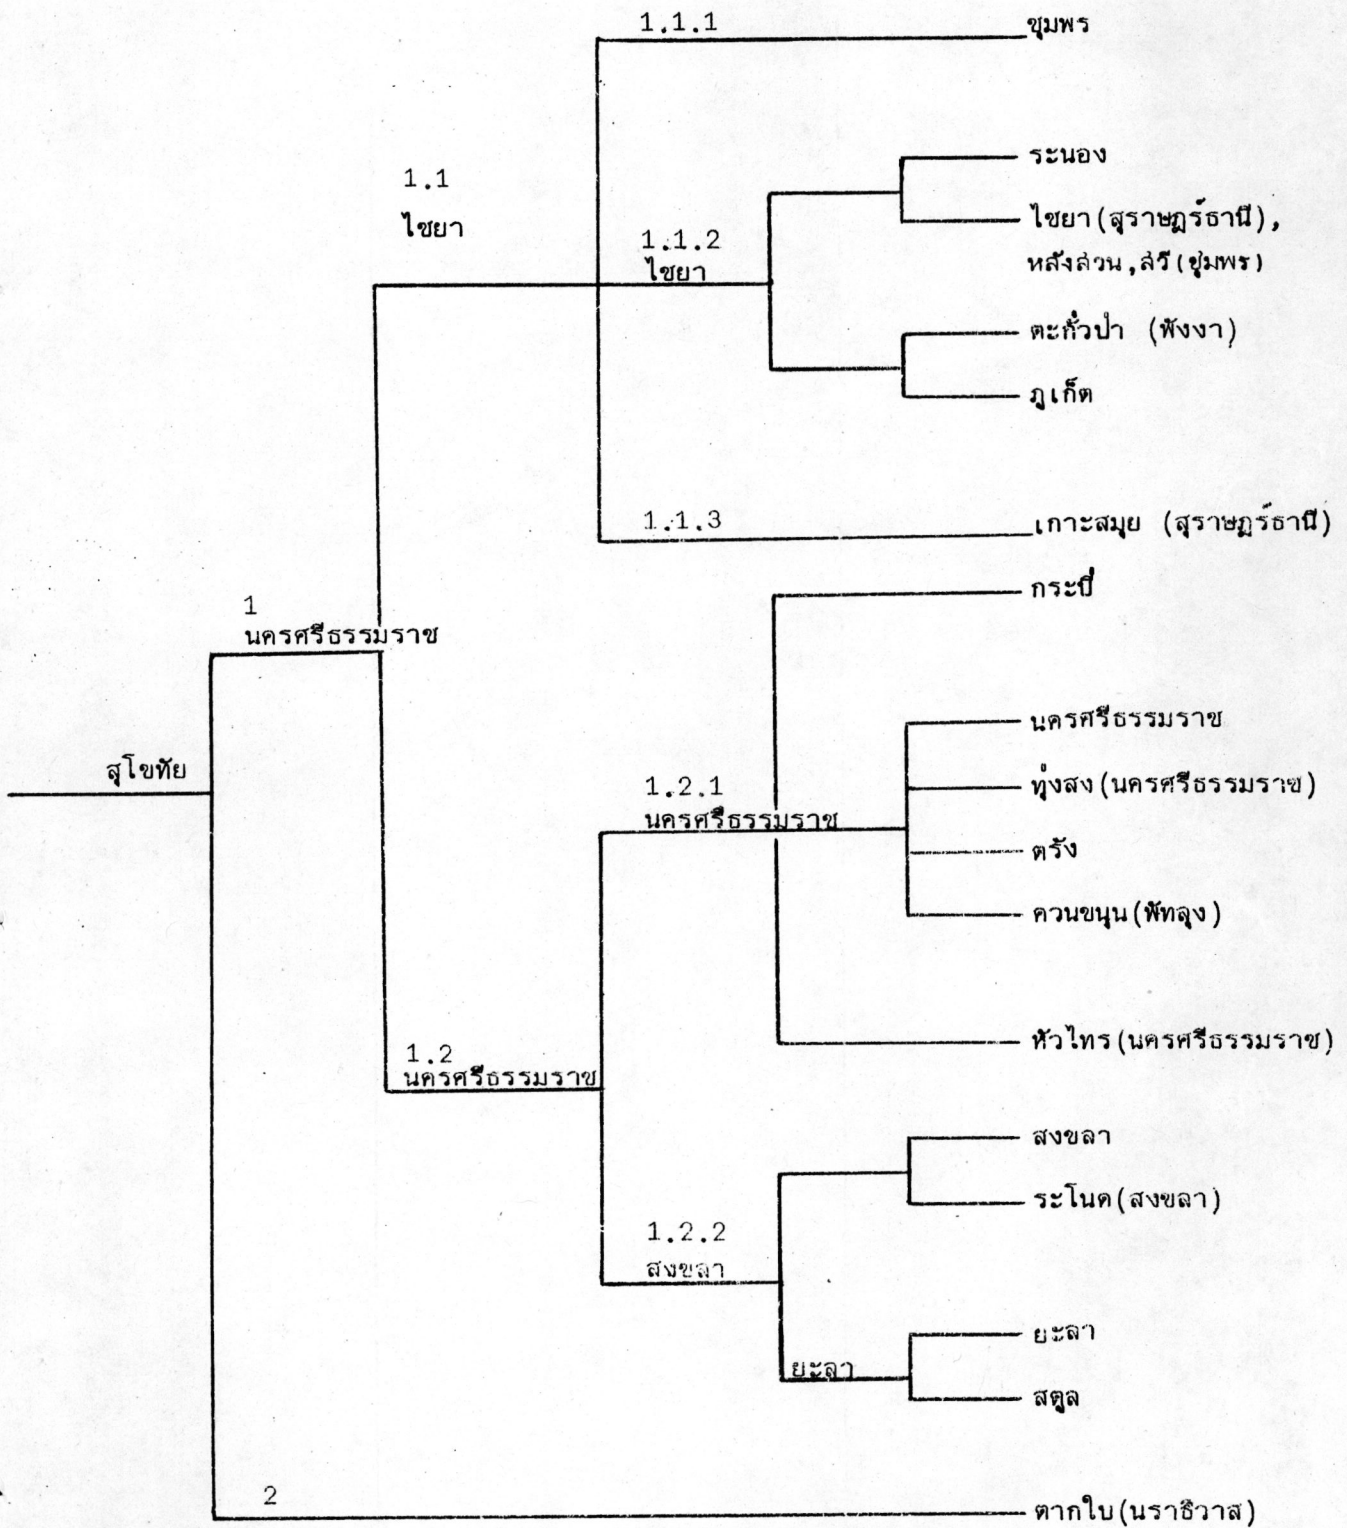 1.1.1
ชุมพร
ระนอง
1.1
ไชยา
ไชยา(สุราษฎร์ธานี),
หลังสวน,สวี(ชุมพร)
1.1.2
ไชยา
ตะกั่วป่า (พังงา)
ภูเก็ต
1.1.3
เกาะสมุย (สุราษฎร์ธานี)
กระบี่
1
นครศรีธรรมราช
นครศรีธรรมราช
สุโขทัย
1.2.1
นครศรีธรรมราช
ทุ่งสง(นครศรีธรรมราช)
ตรัง
ควนขนุน(พัทลุง)
หัวไทร(นครศรีธรรมราช)
1.2
นครศรีธรรมราช
สงขลา
ระโนด(สงขลา)
1.2.2
สงขลา
ยะลา
ยะลา
สตูล
2
ตากใบ(นราธิวาส)